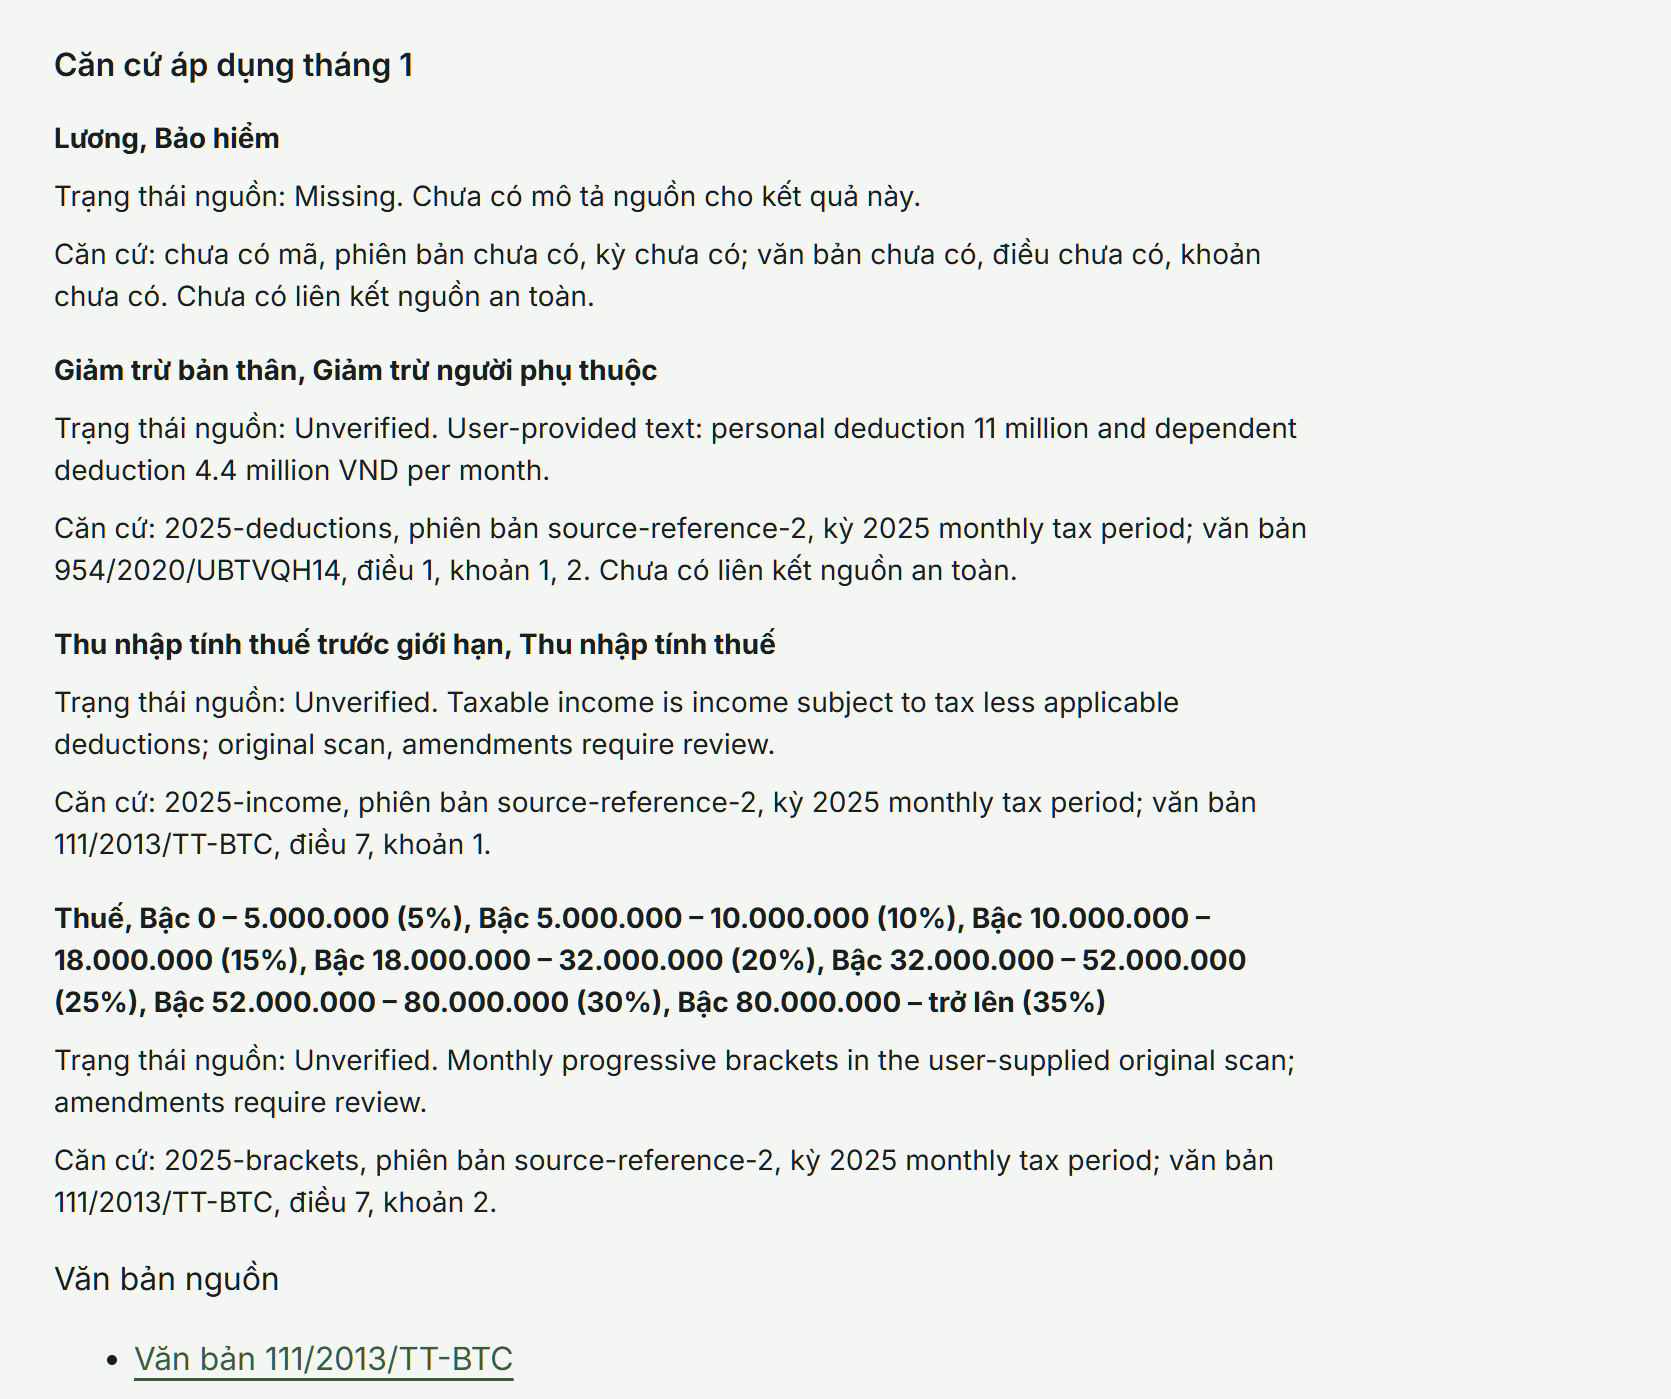 Căn cứ áp dụng tháng 1
Lương, Bảo hiểm
Trạng thái nguồn: Missing. Chưa có mô tả nguồn cho kết quả này.
Căn cứ: chưa có mã, phiên bản chưa có, kỳ chưa có; văn bản chưa có, điều chưa có, khoản
chưa có. Chưa có liên kết nguồn an toàn.
Giảm trừ bản thân, Giảm trừ người phụ thuộc
Trạng thái nguồn: Unverified. User-provided text: personal deduction 11 million and dependent
deduction 4.4 million VND per month.
Căn cứ: 2025-deductions, phiên bản source-reference-2, kỳ 2025 monthly tax period; văn bản
954/2020/UBTVQH14, điều 1, khoản 1, 2. Chưa có liên kết nguồn an toàn.
Thu nhập tính thuế trước giới hạn, Thu nhập tính thuế
Trạng thái nguồn: Unverified. Taxable income is income subject to tax less applicable
deductions; original scan, amendments require review.
Căn cứ: 2025-income, phiên bản source-reference-2, kỳ 2025 monthly tax period; văn bản
111/2013/TT-BTC, điều 7, khoản 1.
Thuế, Bậc 0 – 5.000.000 (5%), Bậc 5.000.000 – 10.000.000 (10%), Bậc 10.000.000 –
18.000.000 (15%), Bậc 18.000.000 – 32.000.000 (20%), Bậc 32.000.000 – 52.000.000
(25%), Bậc 52.000.000 – 80.000.000 (30%), Bậc 80.000.000 – trở lên (35%)
Trạng thái nguồn: Unverified. Monthly progressive brackets in the user-supplied original scan;
amendments require review.
Căn cứ: 2025-brackets, phiên bản source-reference-2, kỳ 2025 monthly tax period; văn bản
111/2013/TT-BTC, điều 7, khoản 2.
Văn bản nguồn
• Văn bản 111/2013/TT-BTC